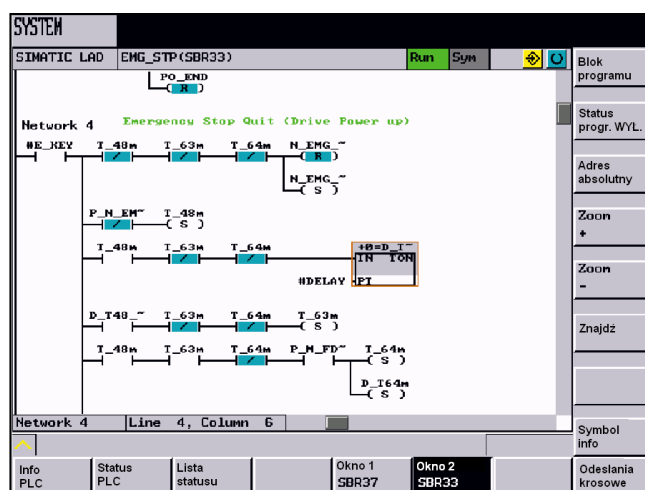 SYSTEM
SIMATIC LAD EMG_STP(SBR33) Run Sym
Blok programu
PO_END
( R )
Network 4 Emergency Stop Quit (Drive Power up)
Status progr. WYL.
#E_KEY T_48m T_63m T_64m N_EMG_~
( R )
N_EMG_~
( S )
Adres absolutny
P_N_EM~ T_48m
( S )
Zoom +
T_48m T_63m T_64m +0=D_T~
IN TON
#DELAY PT
Zoom -
D_T48_~ T_63m T_64m T_63m
( S )
Znajdź
T_48m T_63m T_64m P_M_FD~ T_64m
( S )
D_T64m
( S )
Network 4 Line 4, Column 6
Symbol info
Info PLC
Status PLC
Lista statusu
Okno 1 SBR37
Okno 2 SBR33
Odesłania krosowe